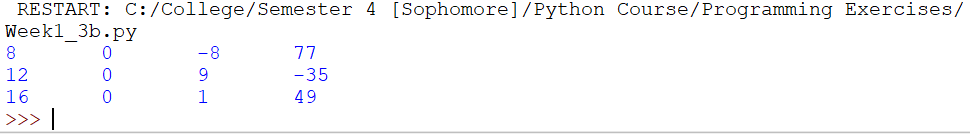 RESTART: C:/College/Semester 4 [Sophomore]/Python Course/Programming Exercises/
Week1_3b.py
8 0 -8 77
12 0 9 -35
16 0 1 49
>>>